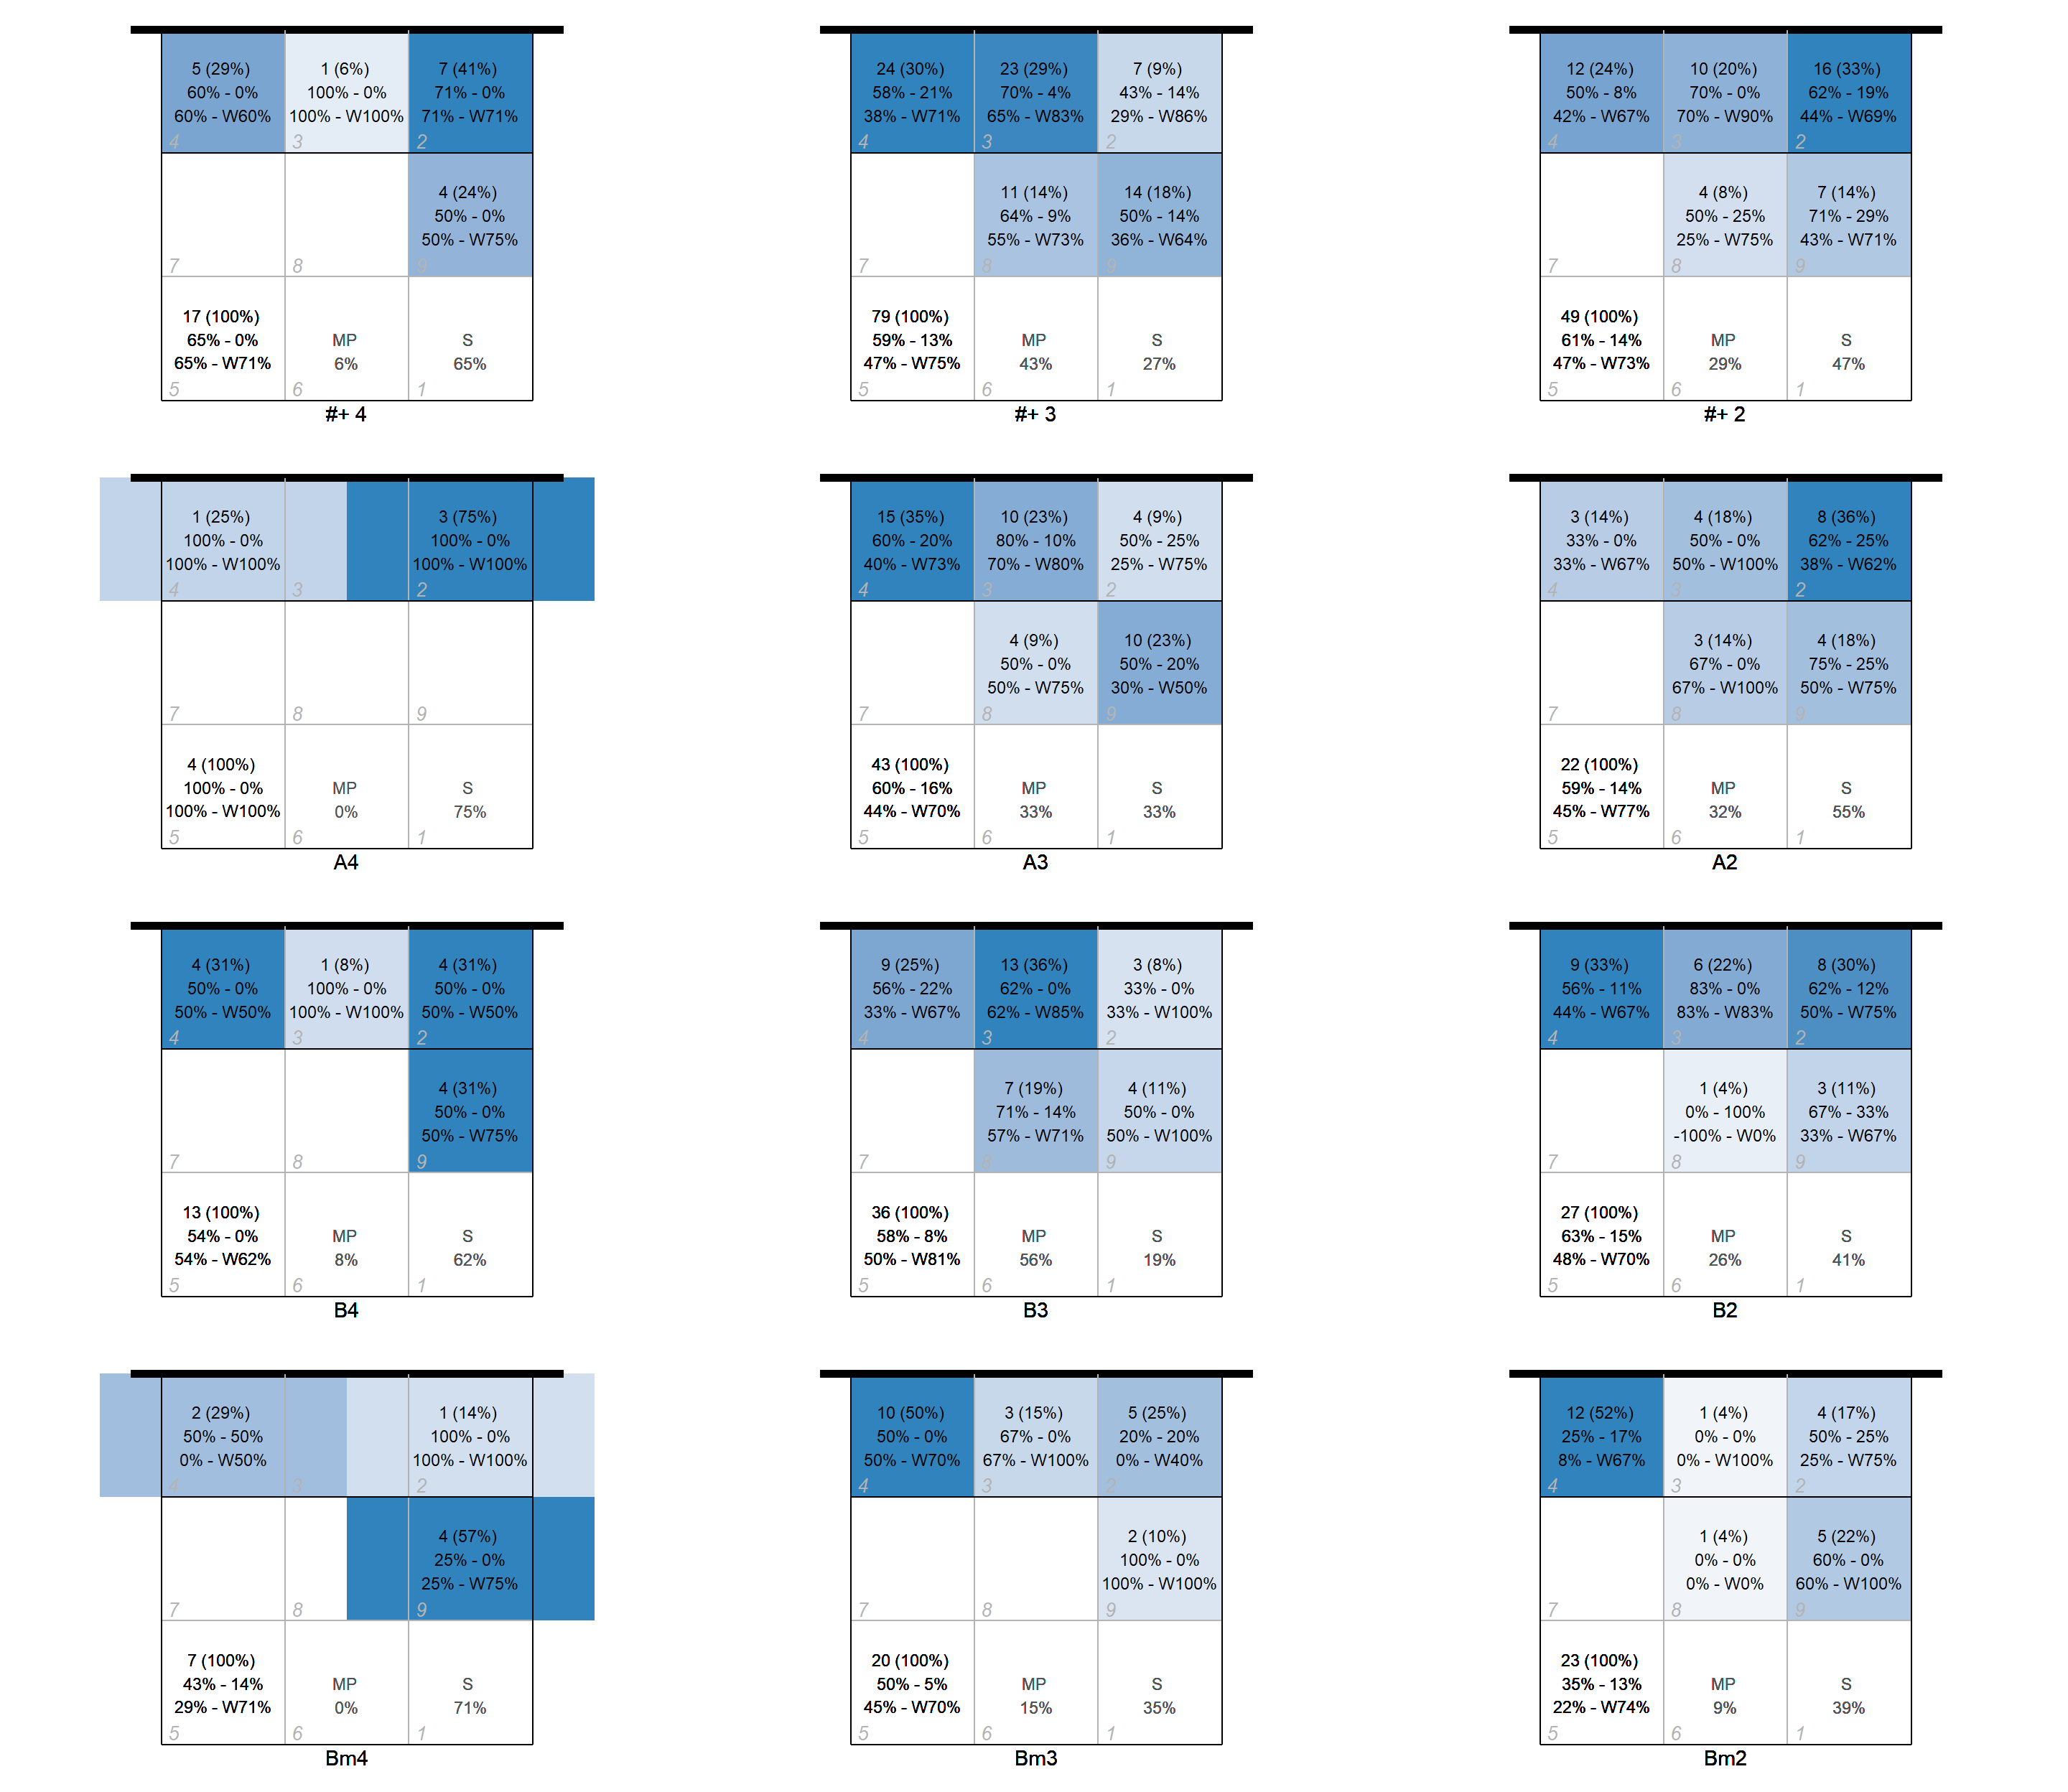 5 (29%)
60% - 0%
60% - W60%
4
1 (6%)
100% - 0%
100% - W100%
3
7 (41%)
71% - 0%
71% - W71%
2
7
8
4 (24%)
50% - 0%
50% - W75%
9
17 (100%)
65% - 0%
65% - W71%
5
MP
6%
6
S
65%
1
#+ 4
24 (30%)
58% - 21%
38% - W71%
4
23 (29%)
70% - 4%
65% - W83%
3
7 (9%)
43% - 14%
29% - W86%
2
7
11 (14%)
64% - 9%
55% - W73%
8
14 (18%)
50% - 14%
36% - W64%
9
79 (100%)
59% - 13%
47% - W75%
5
MP
43%
6
S
27%
1
#+ 3
12 (24%)
50% - 8%
42% - W67%
4
10 (20%)
70% - 0%
70% - W90%
3
16 (33%)
62% - 19%
44% - W69%
2
7
4 (8%)
50% - 25%
25% - W75%
8
7 (14%)
71% - 29%
43% - W71%
9
49 (100%)
61% - 14%
47% - W73%
5
MP
29%
6
S
47%
1
#+ 2
1 (25%)
100% - 0%
100% - W100%
4
3
3 (75%)
100% - 0%
100% - W100%
2
7
8
9
4 (100%)
100% - 0%
100% - W100%
5
MP
0%
6
S
75%
1
A4
15 (35%)
60% - 20%
40% - W73%
4
10 (23%)
80% - 10%
70% - W80%
3
4 (9%)
50% - 25%
25% - W75%
2
7
4 (9%)
50% - 0%
50% - W75%
8
10 (23%)
50% - 20%
30% - W50%
9
43 (100%)
60% - 16%
44% - W70%
5
MP
33%
6
S
33%
1
A3
3 (14%)
33% - 0%
33% - W67%
4
4 (18%)
50% - 0%
50% - W100%
3
8 (36%)
62% - 25%
38% - W62%
2
7
3 (14%)
67% - 0%
67% - W100%
8
4 (18%)
75% - 25%
50% - W75%
9
22 (100%)
59% - 14%
45% - W77%
5
MP
32%
6
S
55%
1
A2
4 (31%)
50% - 0%
50% - W50%
4
1 (8%)
100% - 0%
100% - W100%
3
4 (31%)
50% - 0%
50% - W50%
2
7
8
4 (31%)
50% - 0%
50% - W75%
9
13 (100%)
54% - 0%
54% - W62%
5
MP
8%
6
S
62%
1
B4
9 (25%)
56% - 22%
33% - W67%
4
13 (36%)
62% - 0%
62% - W85%
3
3 (8%)
33% - 0%
33% - W100%
2
7
7 (19%)
71% - 14%
57% - W71%
8
4 (11%)
50% - 0%
50% - W100%
9
36 (100%)
58% - 8%
50% - W81%
5
MP
56%
6
S
19%
1
B3
9 (33%)
56% - 11%
44% - W67%
4
6 (22%)
83% - 0%
83% - W83%
3
8 (30%)
62% - 12%
50% - W75%
2
7
1 (4%)
0% - 100%
-100% - W0%
8
3 (11%)
67% - 33%
33% - W67%
9
27 (100%)
63% - 15%
48% - W70%
5
MP
26%
6
S
41%
1
B2
2 (29%)
50% - 50%
0% - W50%
4
3
1 (14%)
100% - 0%
100% - W100%
2
7
8
4 (57%)
25% - 0%
25% - W75%
9
7 (100%)
43% - 14%
29% - W71%
5
MP
0%
6
S
71%
1
Bm4
10 (50%)
50% - 0%
50% - W70%
4
3 (15%)
67% - 0%
67% - W100%
3
5 (25%)
20% - 20%
0% - W40%
2
7
8
2 (10%)
100% - 0%
100% - W100%
9
20 (100%)
50% - 5%
45% - W70%
5
MP
15%
6
S
35%
1
Bm3
12 (52%)
25% - 17%
8% - W67%
4
1 (4%)
0% - 0%
0% - W100%
3
4 (17%)
50% - 25%
25% - W75%
2
7
1 (4%)
0% - 0%
0% - W0%
8
5 (22%)
60% - 0%
60% - W100%
9
23 (100%)
35% - 13%
22% - W74%
5
MP
9%
6
S
39%
1
Bm2